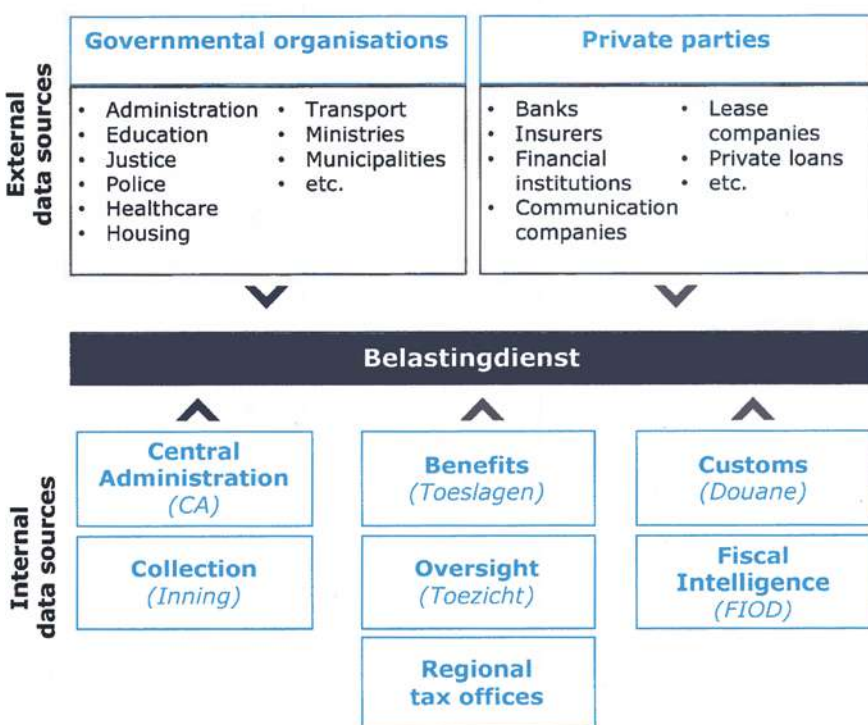 External
data sources
Governmental organisations
• Administration
• Education
• Justice
• Police
• Healthcare
• Housing
• Transport
• Ministries
• Municipalities
• etc.
Private parties
• Banks
• Insurers
• Financial
institutions
• Communication
companies
• Lease
companies
• Private loans
• etc.
Belastingdienst
Internal
data sources
Central
Administration
(CA)
Benefits
(Toeslagen)
Customs
(Douane)
Collection
(Inning)
Oversight
(Toezicht)
Fiscal
Intelligence
(FIOD)
Regional
tax offices